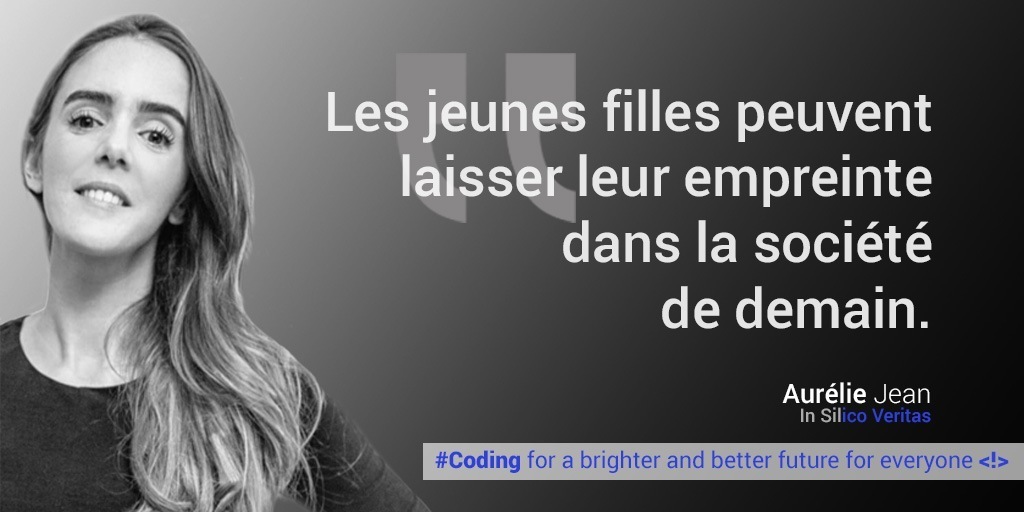 Les jeunes filles peuvent
laisser leur empreinte
dans la société
de demain.
Aurélie Jean
In Silico Veritas
#Coding for a brighter and better future for everyone <!>